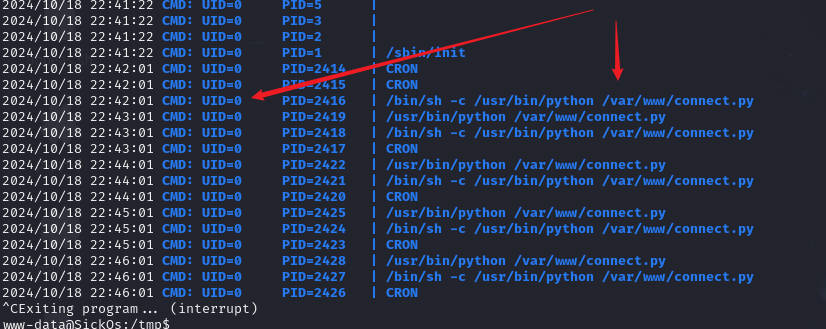 2024/10/18 22:41:22 CMD: UID=0     PID=5      |
2024/10/18 22:41:22 CMD: UID=0     PID=3      |
2024/10/18 22:41:22 CMD: UID=0     PID=2      |
2024/10/18 22:41:22 CMD: UID=0     PID=1      | /sbin/init
2024/10/18 22:42:01 CMD: UID=0     PID=2414   | CRON
2024/10/18 22:42:01 CMD: UID=0     PID=2415   | CRON
2024/10/18 22:42:01 CMD: UID=0     PID=2416   | /bin/sh -c /usr/bin/python /var/www/connect.py
2024/10/18 22:43:01 CMD: UID=0     PID=2419   | /usr/bin/python /var/www/connect.py
2024/10/18 22:43:01 CMD: UID=0     PID=2418   | /bin/sh -c /usr/bin/python /var/www/connect.py
2024/10/18 22:43:01 CMD: UID=0     PID=2417   | CRON
2024/10/18 22:44:01 CMD: UID=0     PID=2422   | /usr/bin/python /var/www/connect.py
2024/10/18 22:44:01 CMD: UID=0     PID=2421   | /bin/sh -c /usr/bin/python /var/www/connect.py
2024/10/18 22:44:01 CMD: UID=0     PID=2420   | CRON
2024/10/18 22:45:01 CMD: UID=0     PID=2425   | /usr/bin/python /var/www/connect.py
2024/10/18 22:45:01 CMD: UID=0     PID=2424   | /bin/sh -c /usr/bin/python /var/www/connect.py
2024/10/18 22:45:01 CMD: UID=0     PID=2423   | CRON
2024/10/18 22:46:01 CMD: UID=0     PID=2428   | /usr/bin/python /var/www/connect.py
2024/10/18 22:46:01 CMD: UID=0     PID=2427   | /bin/sh -c /usr/bin/python /var/www/connect.py
2024/10/18 22:46:01 CMD: UID=0     PID=2426   | CRON
^CExiting program... (interrupt)
www-data@SickOs:/tmp$